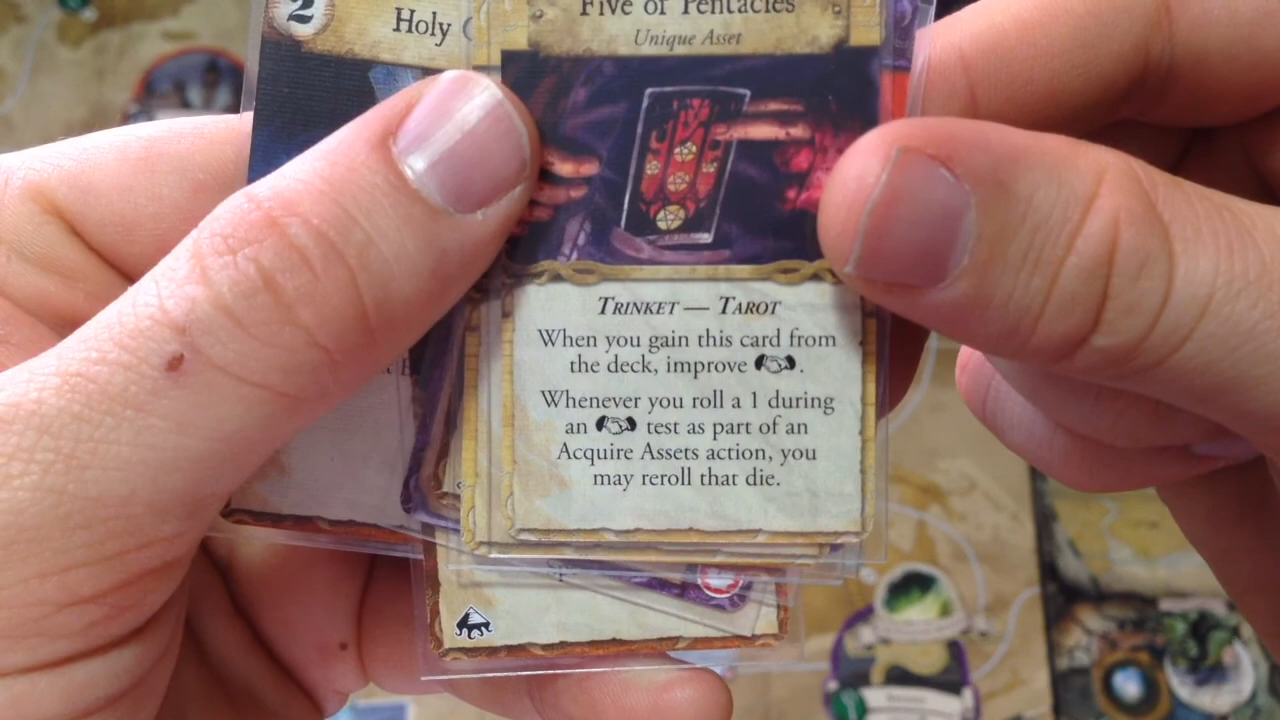 2
Holy
Five of Pentacles
Unique Asset
TRINKET — TAROT
When you gain this card from
the deck, improve .
Whenever you roll a 1 during
an test as part of an
Acquire Assets action, you
may reroll that die.